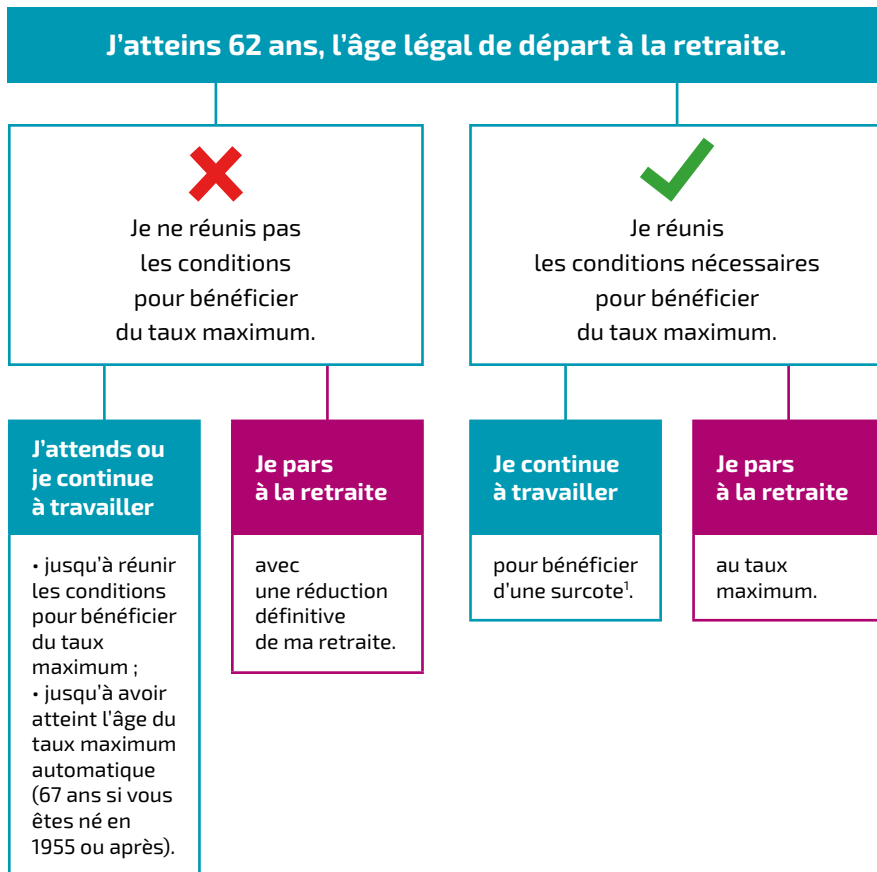 J'atteins 62 ans, l'âge légal de départ à la retraite.
Je ne réunis pas
les conditions
pour bénéficier
du taux maximum.
Je réunis
les conditions nécessaires
pour bénéficier
du taux maximum.
J'attends ou
je continue
à travailler
• jusqu'à réunir
les conditions
pour bénéficier
du taux
maximum ;
• jusqu'à avoir
atteint l'âge du
taux maximum
automatique
(67 ans si vous
êtes né en
1955 ou après).
Je pars
à la retraite
avec
une réduction
définitive
de ma retraite.
Je continue
à travailler
pour bénéficier
d'une surcote¹.
Je pars
à la retraite
au taux
maximum.